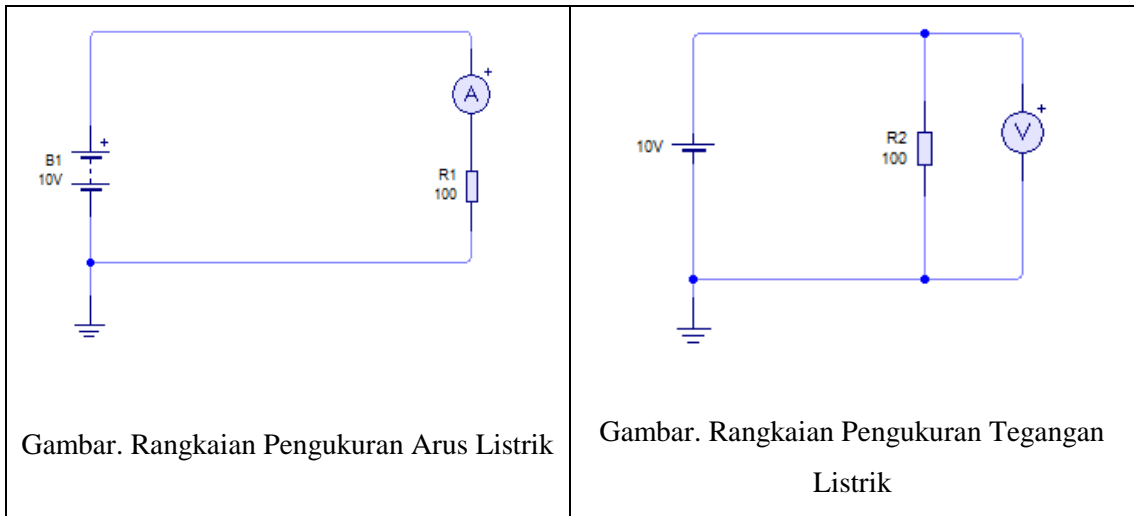 +
A
+
B1
10V
R1
100
Gambar. Rangkaian Pengukuran Arus Listrik
+
V
10V
R2
100
Gambar. Rangkaian Pengukuran Tegangan
Listrik